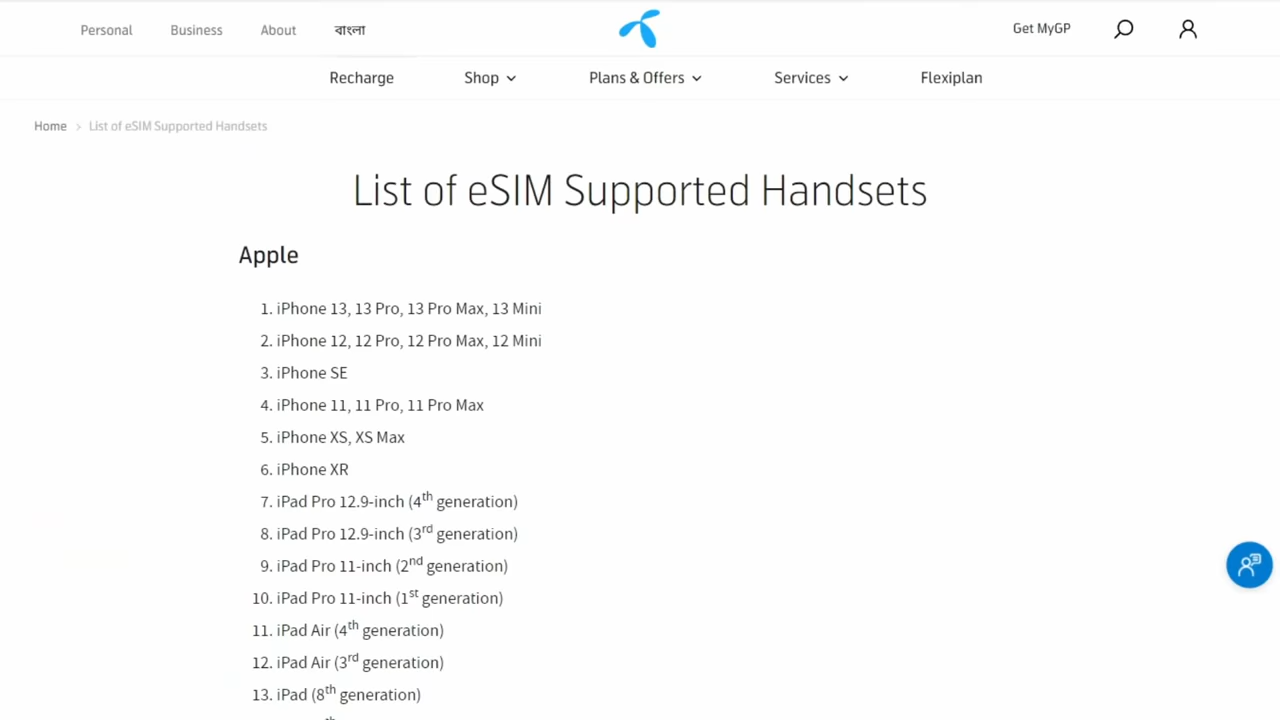 Personal Business About বাংলা Get MyGP
Recharge Shop Plans & Offers Services Flexiplan
Home > List of eSIM Supported Handsets
List of eSIM Supported Handsets
Apple
1. iPhone 13, 13 Pro, 13 Pro Max, 13 Mini
2. iPhone 12, 12 Pro, 12 Pro Max, 12 Mini
3. iPhone SE
4. iPhone 11, 11 Pro, 11 Pro Max
5. iPhone XS, XS Max
6. iPhone XR
7. iPad Pro 12.9-inch (4th generation)
8. iPad Pro 12.9-inch (3rd generation)
9. iPad Pro 11-inch (2nd generation)
10. iPad Pro 11-inch (1st generation)
11. iPad Air (4th generation)
12. iPad Air (3rd generation)
13. iPad (8th generation)